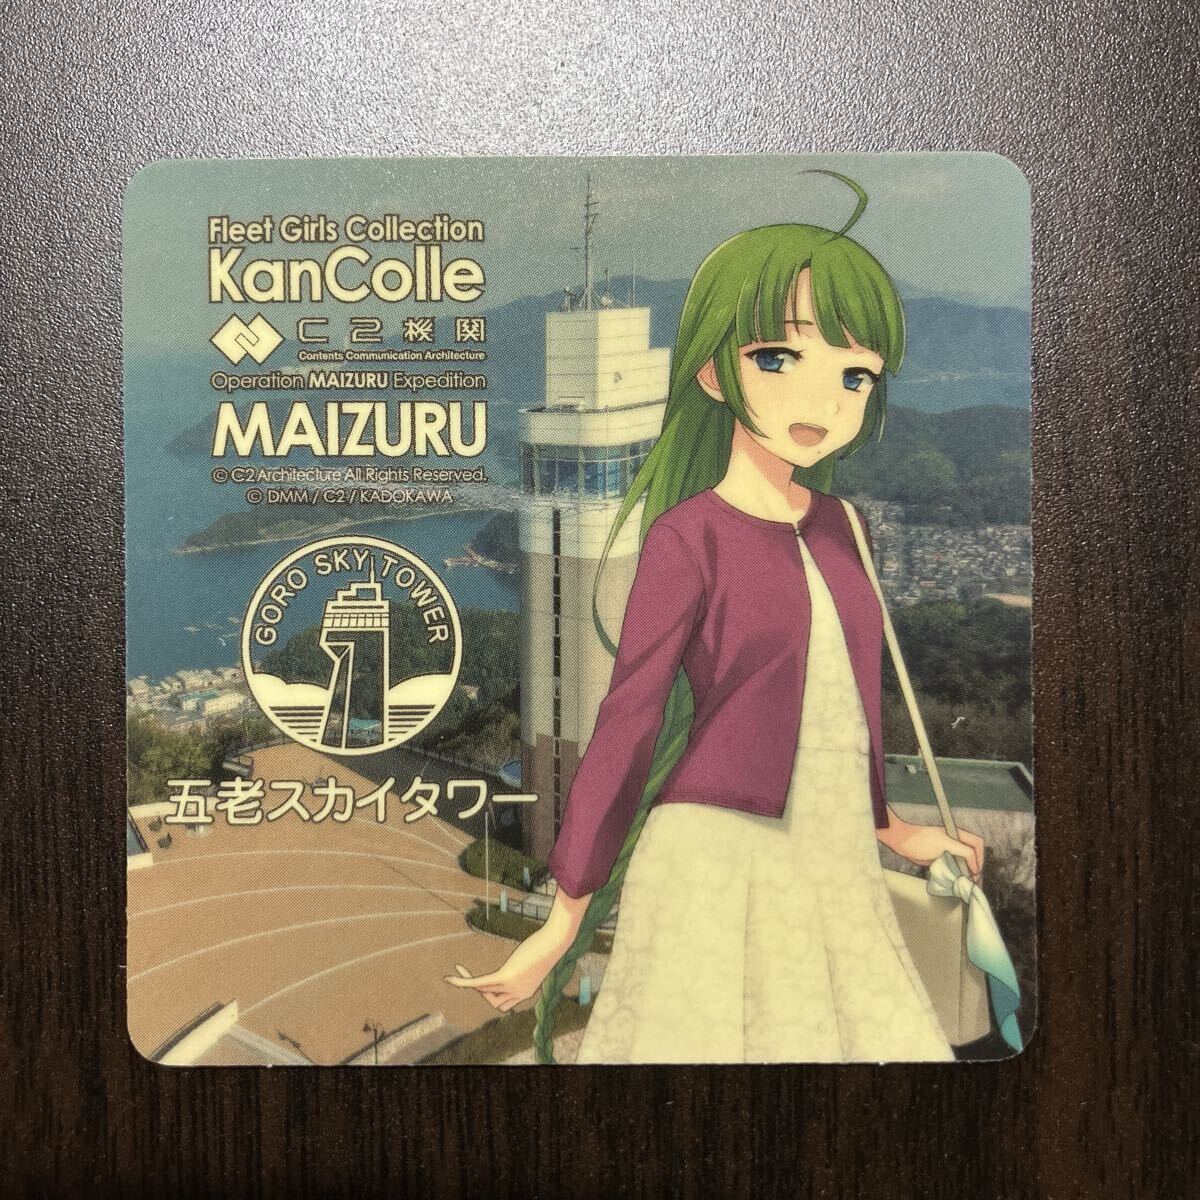 Fleet Girls Collection
KanColle
C2機関
Contents Communication Architecture
Operation MAIZURU Expedition
MAIZURU
© C2 Architecture All Rights Reserved.
© DMM / C2 / KADOKAWA
GORO SKY TOWER
五老スカイタワー